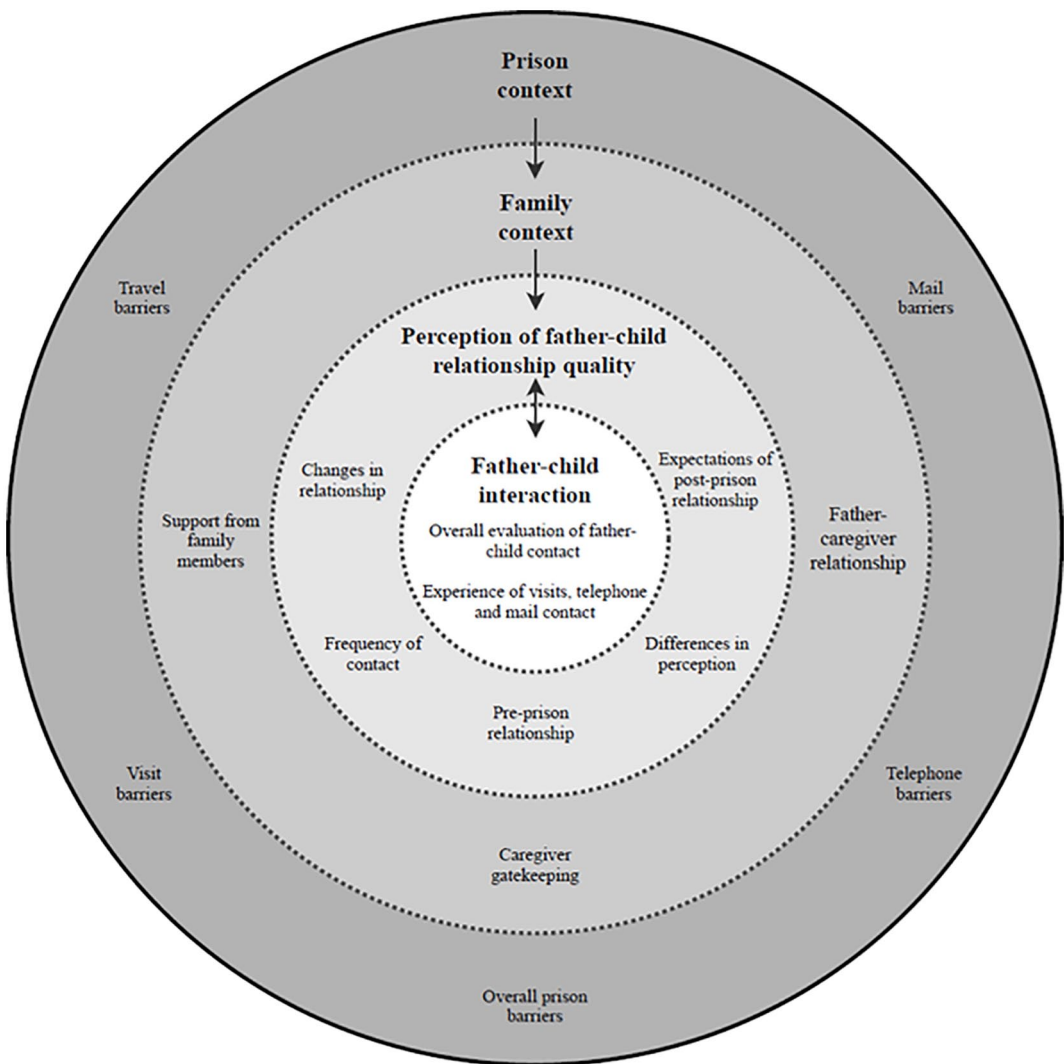 Prison
context
Family
context
Travel
barriers
Mail
barriers
Perception of father-child
relationship quality
Changes in
relationship
Father-child
interaction
Expectations of
post-prison
relationship
Overall evaluation of father-
child contact
Support from
family
members
Father-
caregiver
relationship
Experience of visits, telephone
and mail contact
Frequency of
contact
Differences in
perception
Pre-prison
relationship
Visit
barriers
Telephone
barriers
Caregiver
gatekeeping
Overall prison
barriers